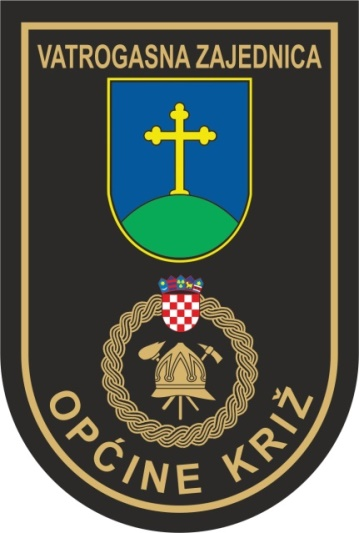 VATROGASNA ZAJEDNICA
OPĆINE KRIŽ